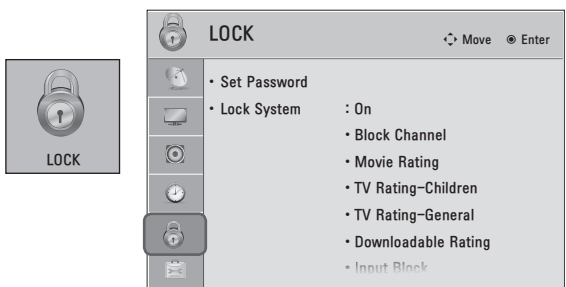 LOCK
LOCK Move Enter
• Set Password
• Lock System : On
• Block Channel
• Movie Rating
• TV Rating-Children
• TV Rating-General
• Downloadable Rating
• Input Block